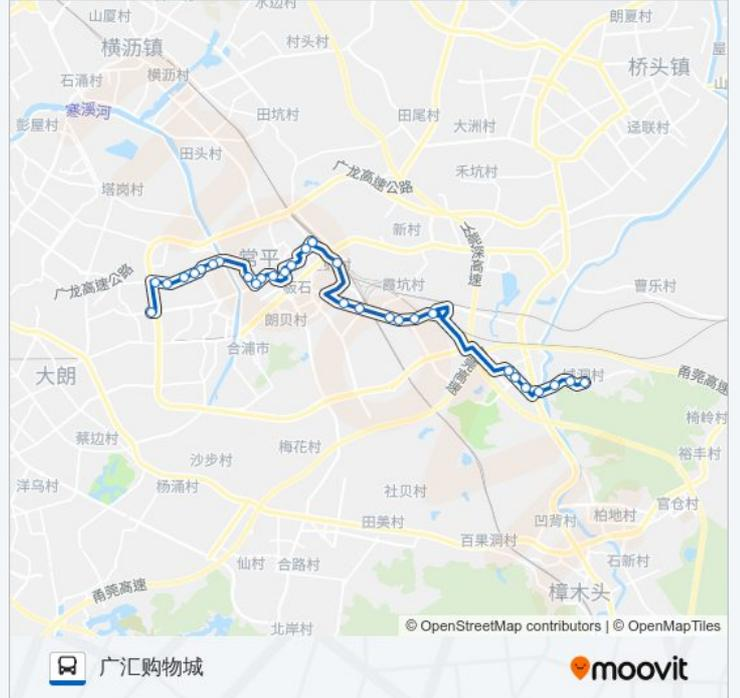 水边村
山厦村
朗夏村
横沥镇
村头村
桥头镇
石涌村
横沥村
寒溪河
田坑村
田尾村
彭屋村
大洲村
迳联村
田头村
广龙高速公路
禾坑村
塔岗村
新村
常平
广龙高速公路
霞坑村
曹乐村
板石
朗贝村
合浦市
大朗
甬莞高速
椅岭村
蔡边村
梅花村
沙步村
裕丰村
洋乌村
杨涌村
社贝村
官仓村
田美村
凹背村
柏地村
百果洞村
仙村
合路村
石新村
甬莞高速
樟木头
北岸村
© OpenStreetMap contributors | © OpenMapTiles
广汇购物城
moovit